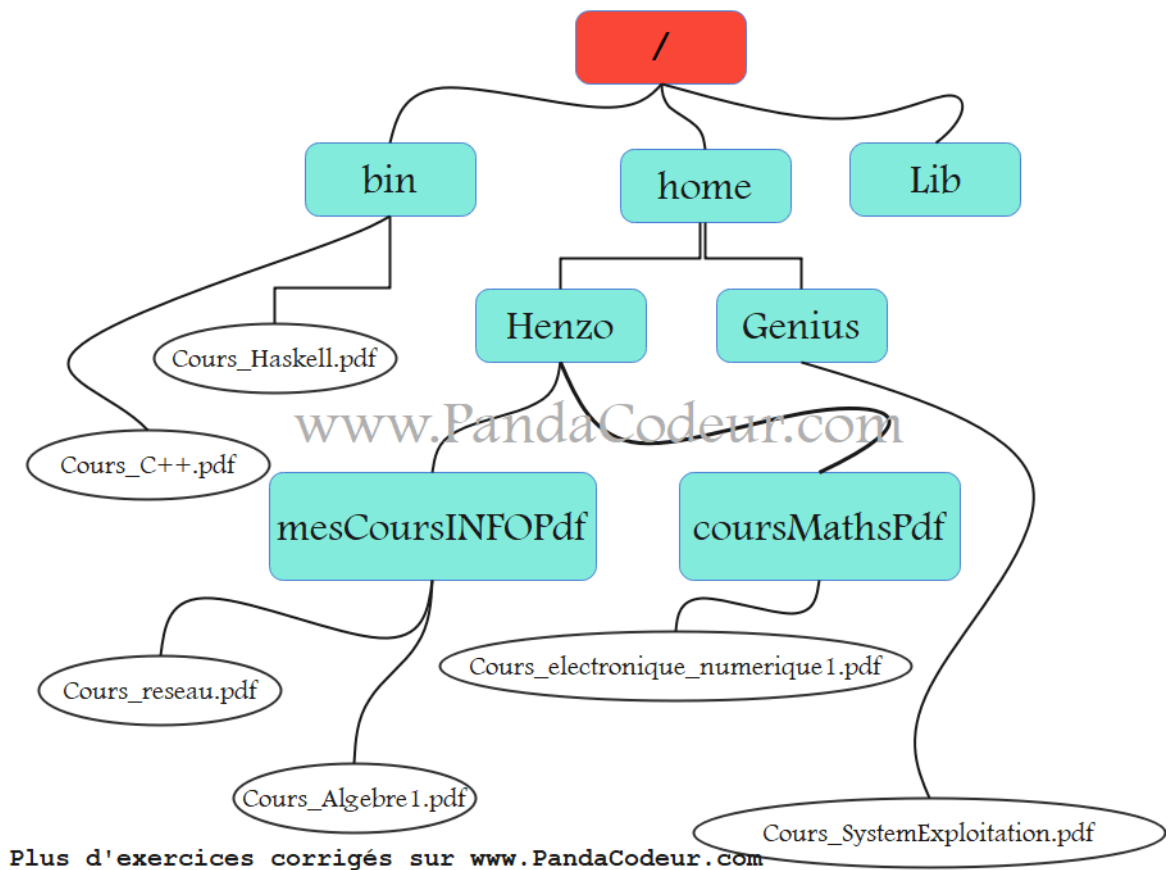 /
bin
home
Lib
Henzo
Genius
Cours_Haskell.pdf
www.PandaCodeur.com
Cours_C++.pdf
mesCoursINFOPdf
coursMathsPdf
Cours_electronique_numerique1.pdf
Cours_reseau.pdf
Cours_Algebre1.pdf
Cours_SystemExploitation.pdf
Plus d'exercices corrigés sur www.PandaCodeur.com